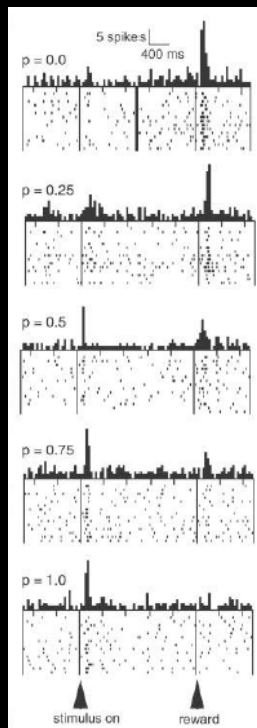 5 spikes
400 ms
p = 0.0
p = 0.25
p = 0.5
p = 0.75
p = 1.0
stimulus on
reward